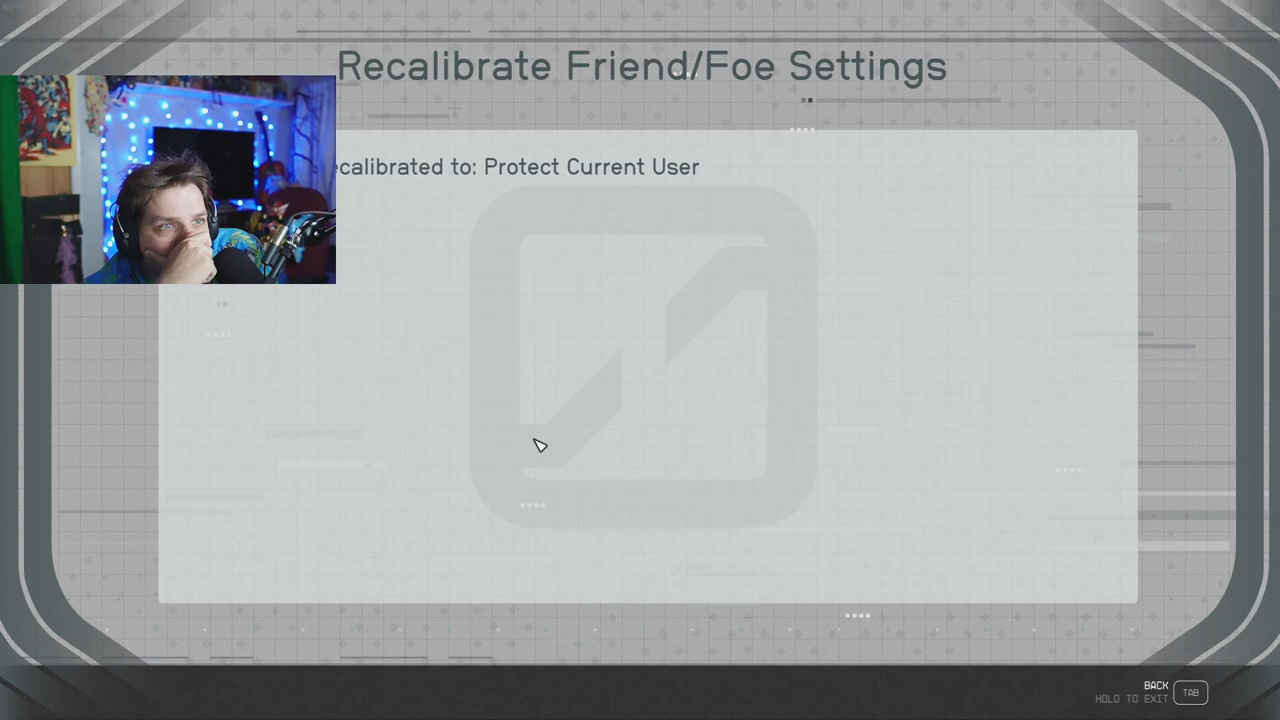 Recalibrate Friend/Foe Settings
ecalibrated to: Protect Current User
BACK
HOLD TO EXIT
TAB